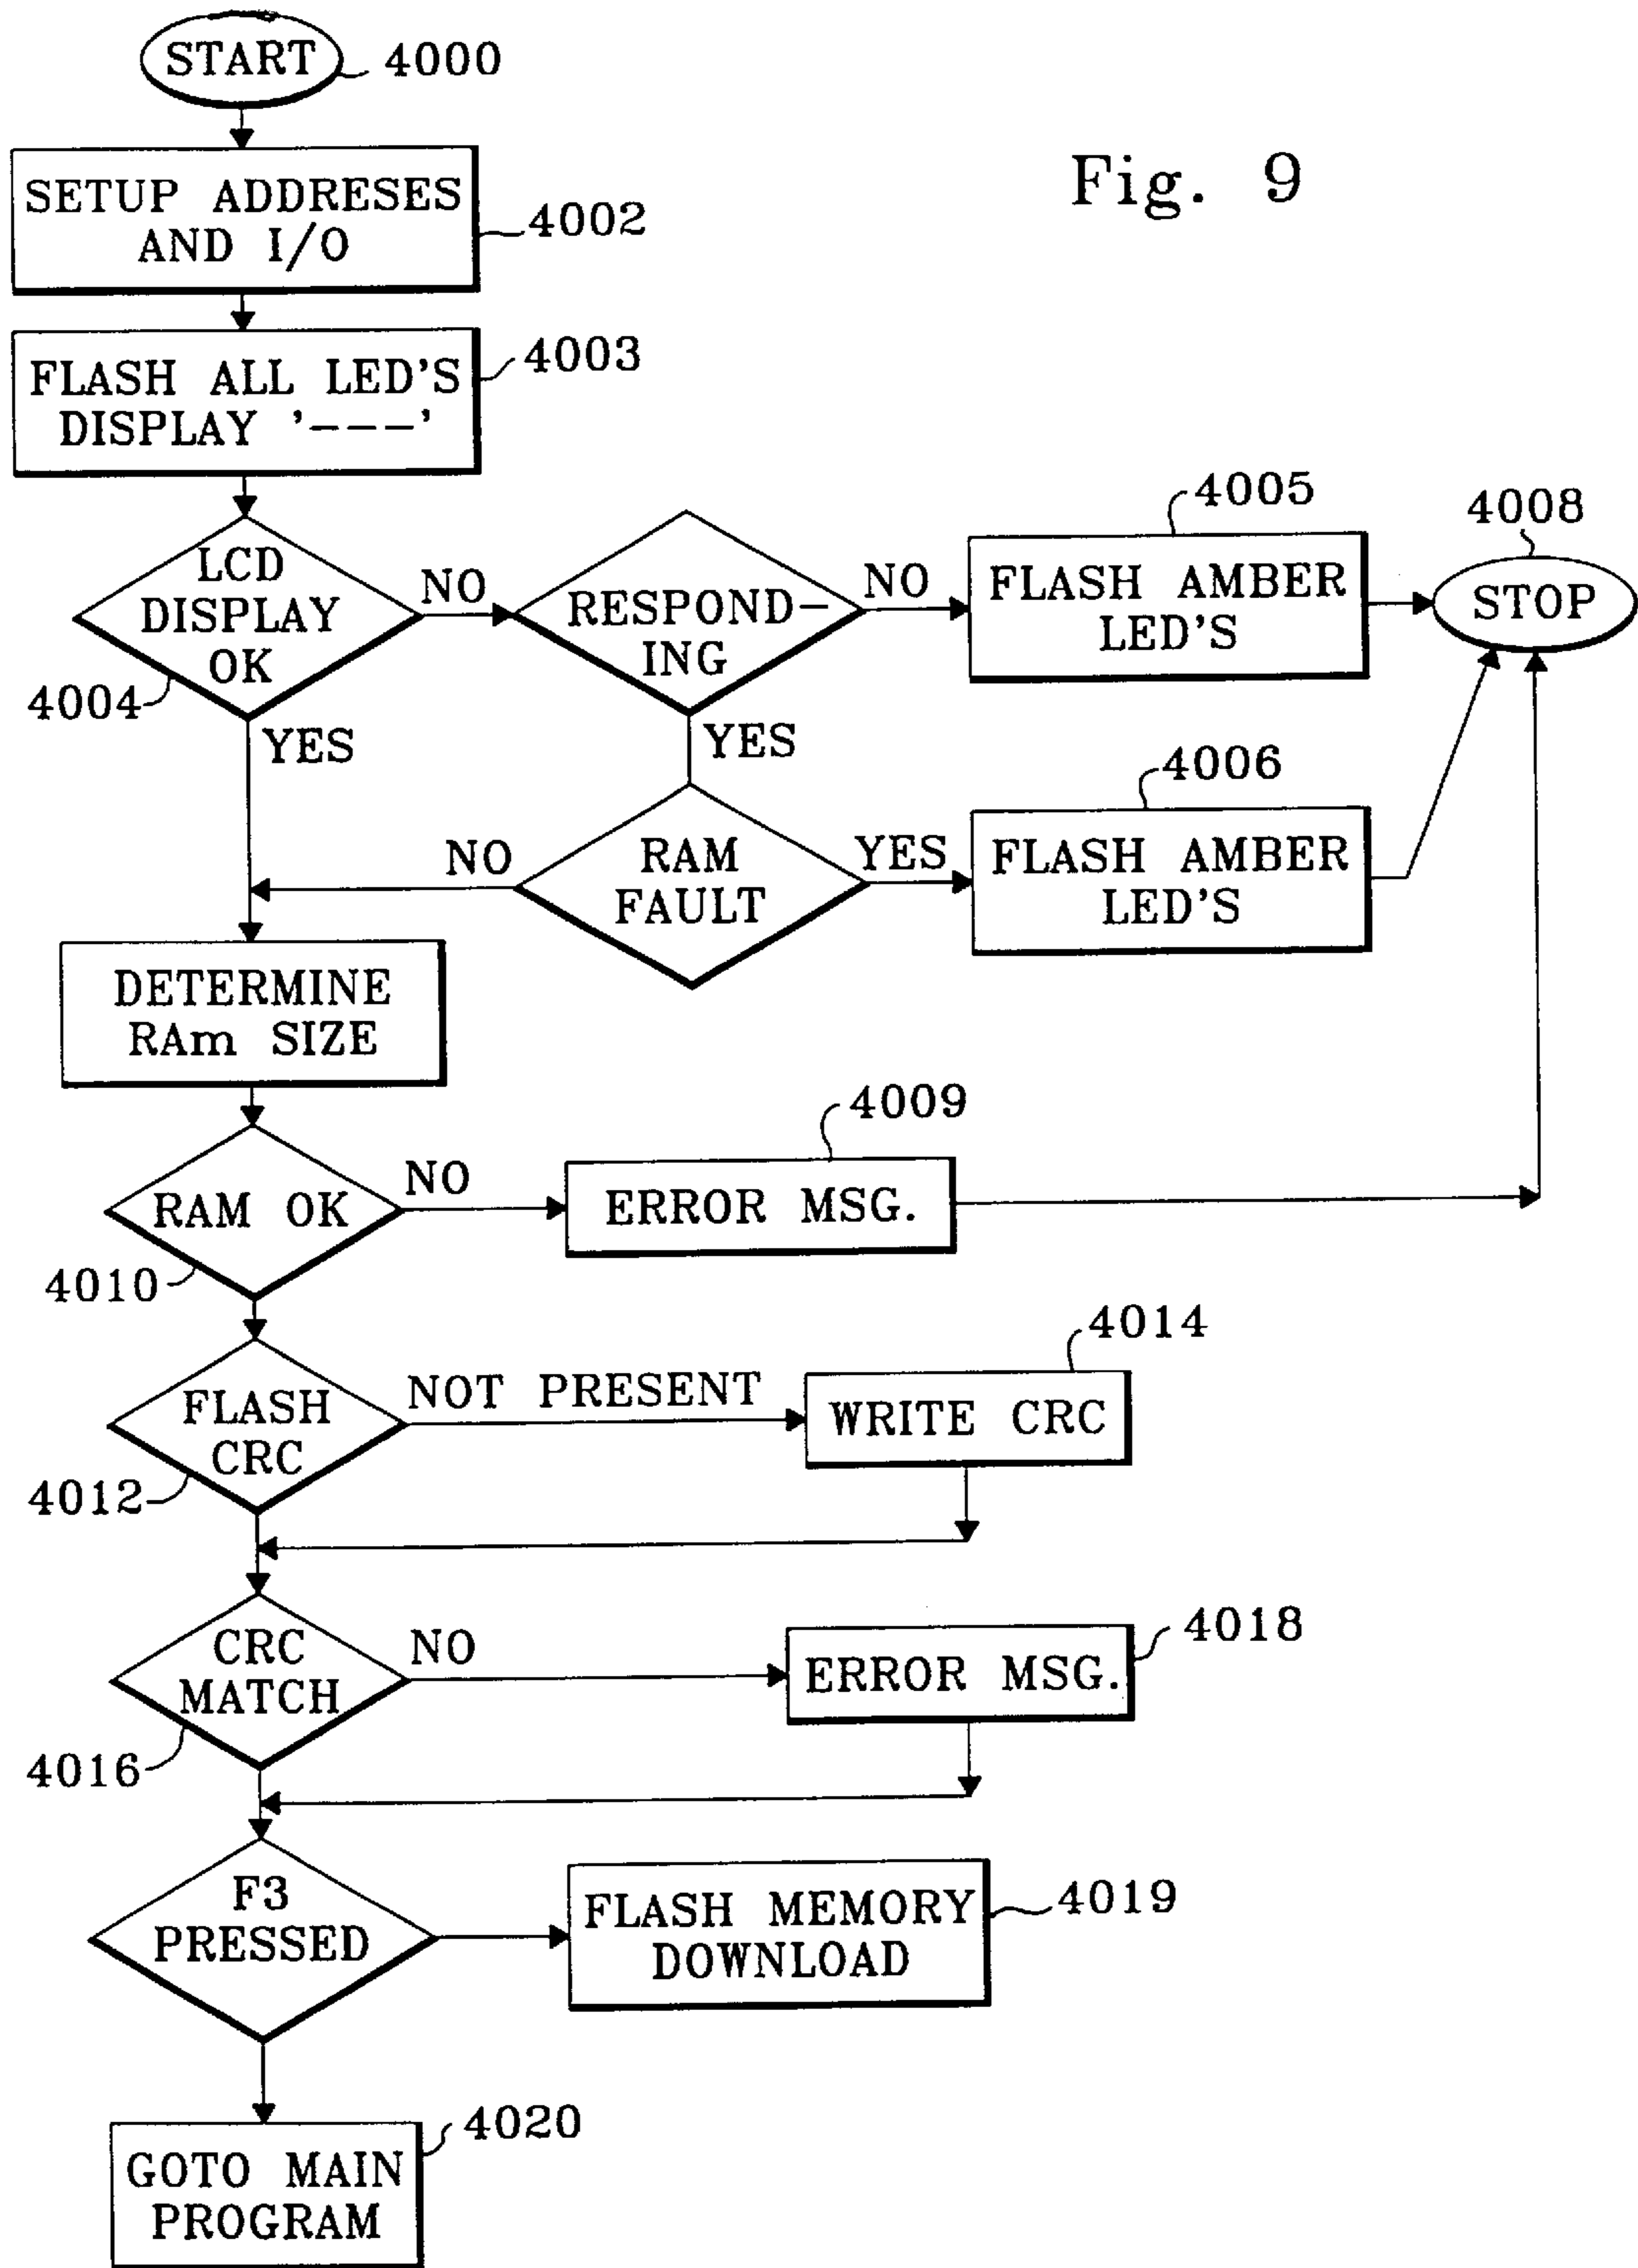 START
4000
Fig. 9
SETUP ADDRESES
AND I/O
4002
FLASH ALL LED'S
DISPLAY '---'
4003
LCD
DISPLAY
OK
4004
NO
YES
RESPOND-
ING
NO
YES
4005
FLASH AMBER
LED'S
4008
STOP
RAM
FAULT
NO
YES
4006
FLASH AMBER
LED'S
DETERMINE
RAm SIZE
RAM OK
4010
NO
4009
ERROR MSG.
FLASH
CRC
4012
NOT PRESENT
4014
WRITE CRC
CRC
MATCH
4016
NO
4018
ERROR MSG.
F3
PRESSED
FLASH MEMORY
DOWNLOAD
4019
4020
GOTO MAIN
PROGRAM